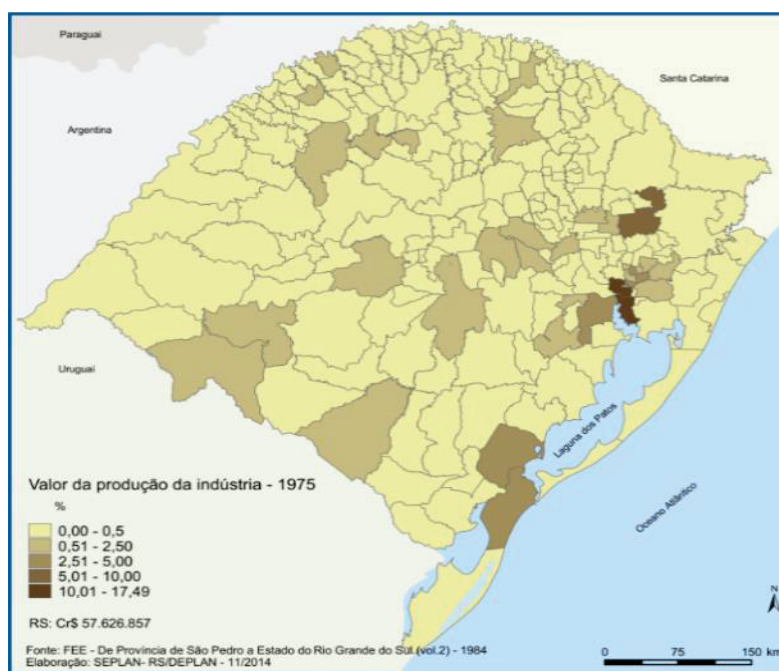 Paraguai
Santa Catarina
Argentina
Uruguai
Laguna dos Patos
Oceano Atlântico
Valor da produção da indústria - 1975
%
0,00 - 0,5
0,51 - 2,50
2,51 - 5,00
5,01 - 10,00
10,01 - 17,49
RS: Cr$ 57.626.857
Fonte: FEE - De Província de São Pedro a Estado do Rio Grande do Sul (vol.2) - 1984
Elaboração: SEPLAN- RS/DEPLAN - 11/2014
N
0 75 150 km